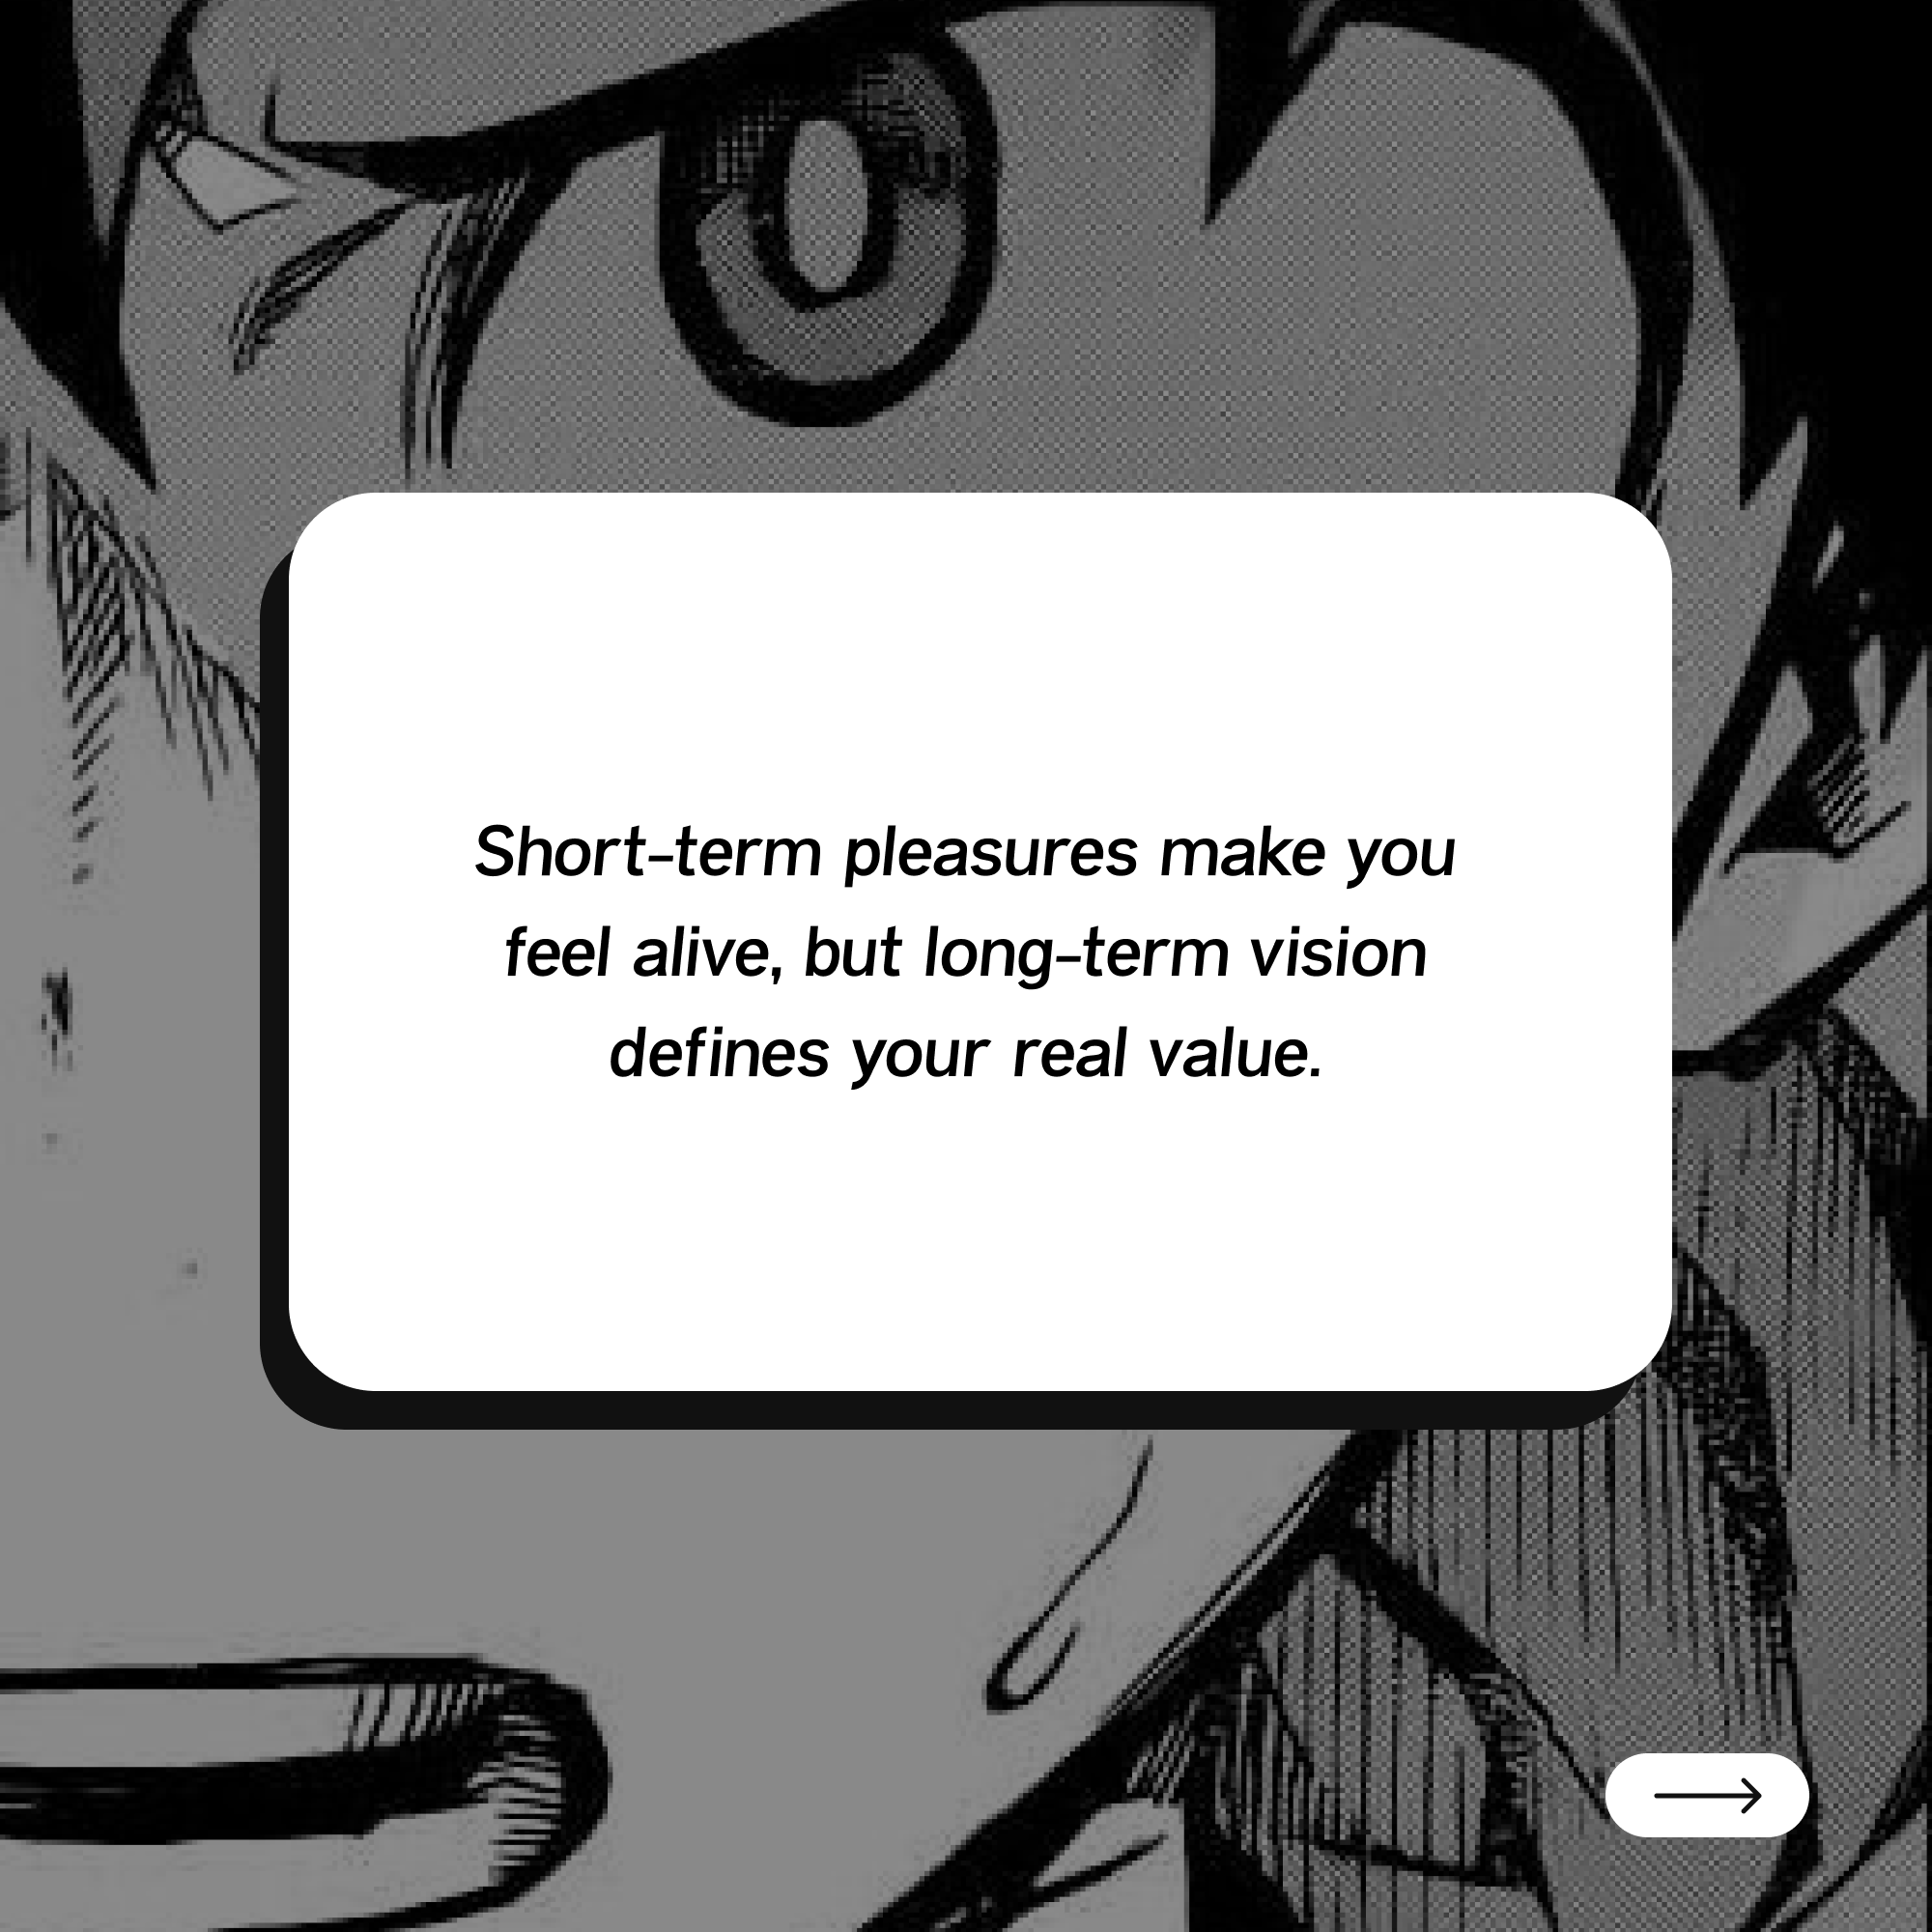 Short-term pleasures make you
feel alive, but long-term vision
defines your real value.